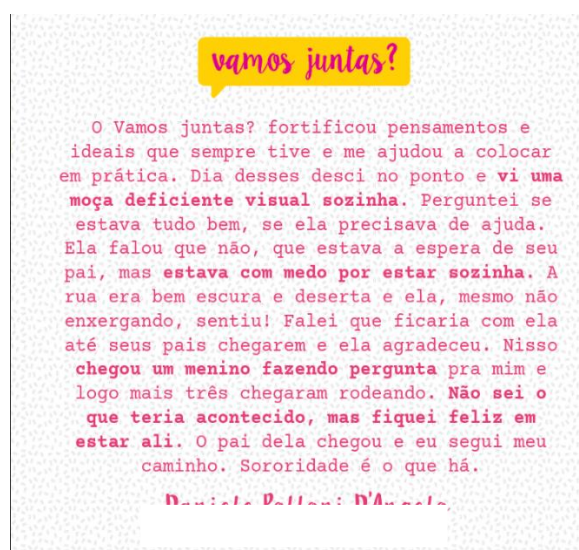 vamos juntas?
O Vamos juntas? fortificou pensamentos e
ideais que sempre tive e me ajudou a colocar
em prática. Dia desses desci no ponto e vi uma
moça deficiente visual sozinha. Perguntei se
estava tudo bem, se ela precisava de ajuda.
Ela falou que não, que estava a espera de seu
pai, mas estava com medo por estar sozinha. A
rua era bem escura e deserta e ela, mesmo não
enxergando, sentiu! Falei que ficaria com ela
até seus pais chegarem e ela agradeceu. Nisso
chegou um menino fazendo pergunta pra mim e
logo mais três chegaram rodeando. Não sei o
que teria acontecido, mas fiquei feliz em
estar ali. O pai dela chegou e eu segui meu
caminho. Sororidade é o que há.